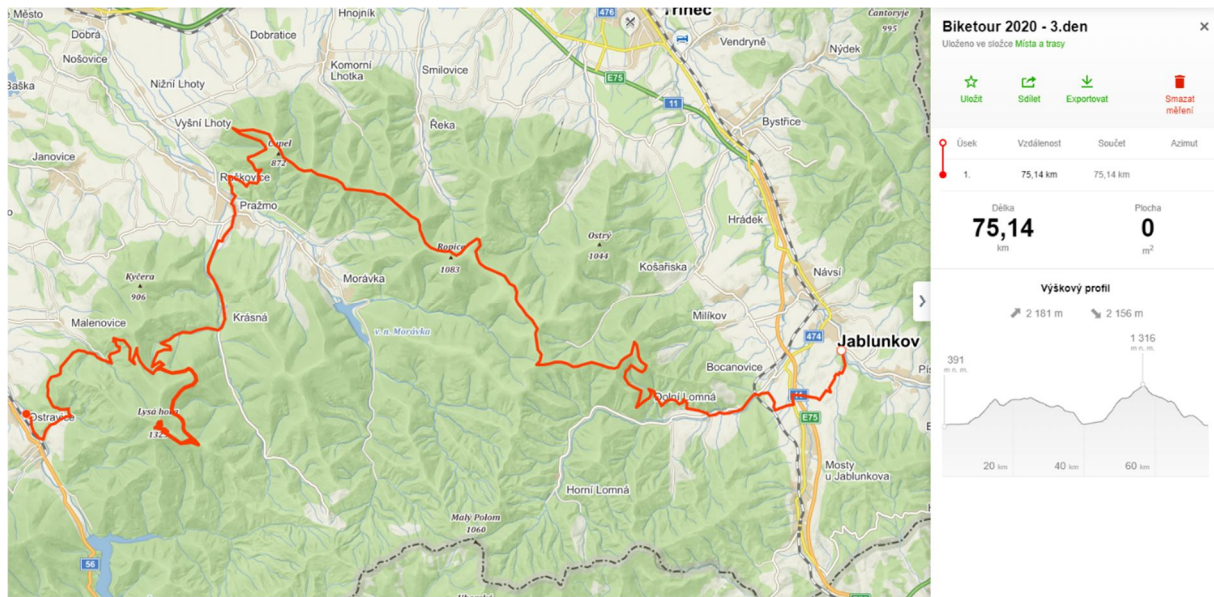 Město
Hnojník
476
Třinec
Čantoryje
995
Dobrá
Dobratice
Vendryně
Nýdek
Nošovice
Komorní
Lhotka
Smilovice
Nižní Lhoty
E75
11
Vyšní Lhoty
Řeka
Bystřice
Janovice
872
Raškovice
Pražmo
Hrádek
Ostrý
1044
Ropice
1083
Košařiska
Návsí
Kyčera
906
Morávka
Malenovice
Krásná
v. n. Morávka
Milíkov
474
Jablunkov
Bocanovice
Dolní Lomná
Ostravice
Lysá hora
E75
Mosty
u Jablunkova
Horní Lomná
Malý Polom
1060
56
Biketour 2020 - 3.den
×
Uloženo ve složce Místa a trasy
Uložit
Sdílet
Exportovat
Smazat
měření
Úsek Vzdálenost Součet Azimut
1. 75,14 km 75,14 km
Délka Plocha
75,14 0
km m²
Výškový profil
2 181 m 2 156 m
1 316
m n. m.
391
m n. m.
20 km 40 km 60 km